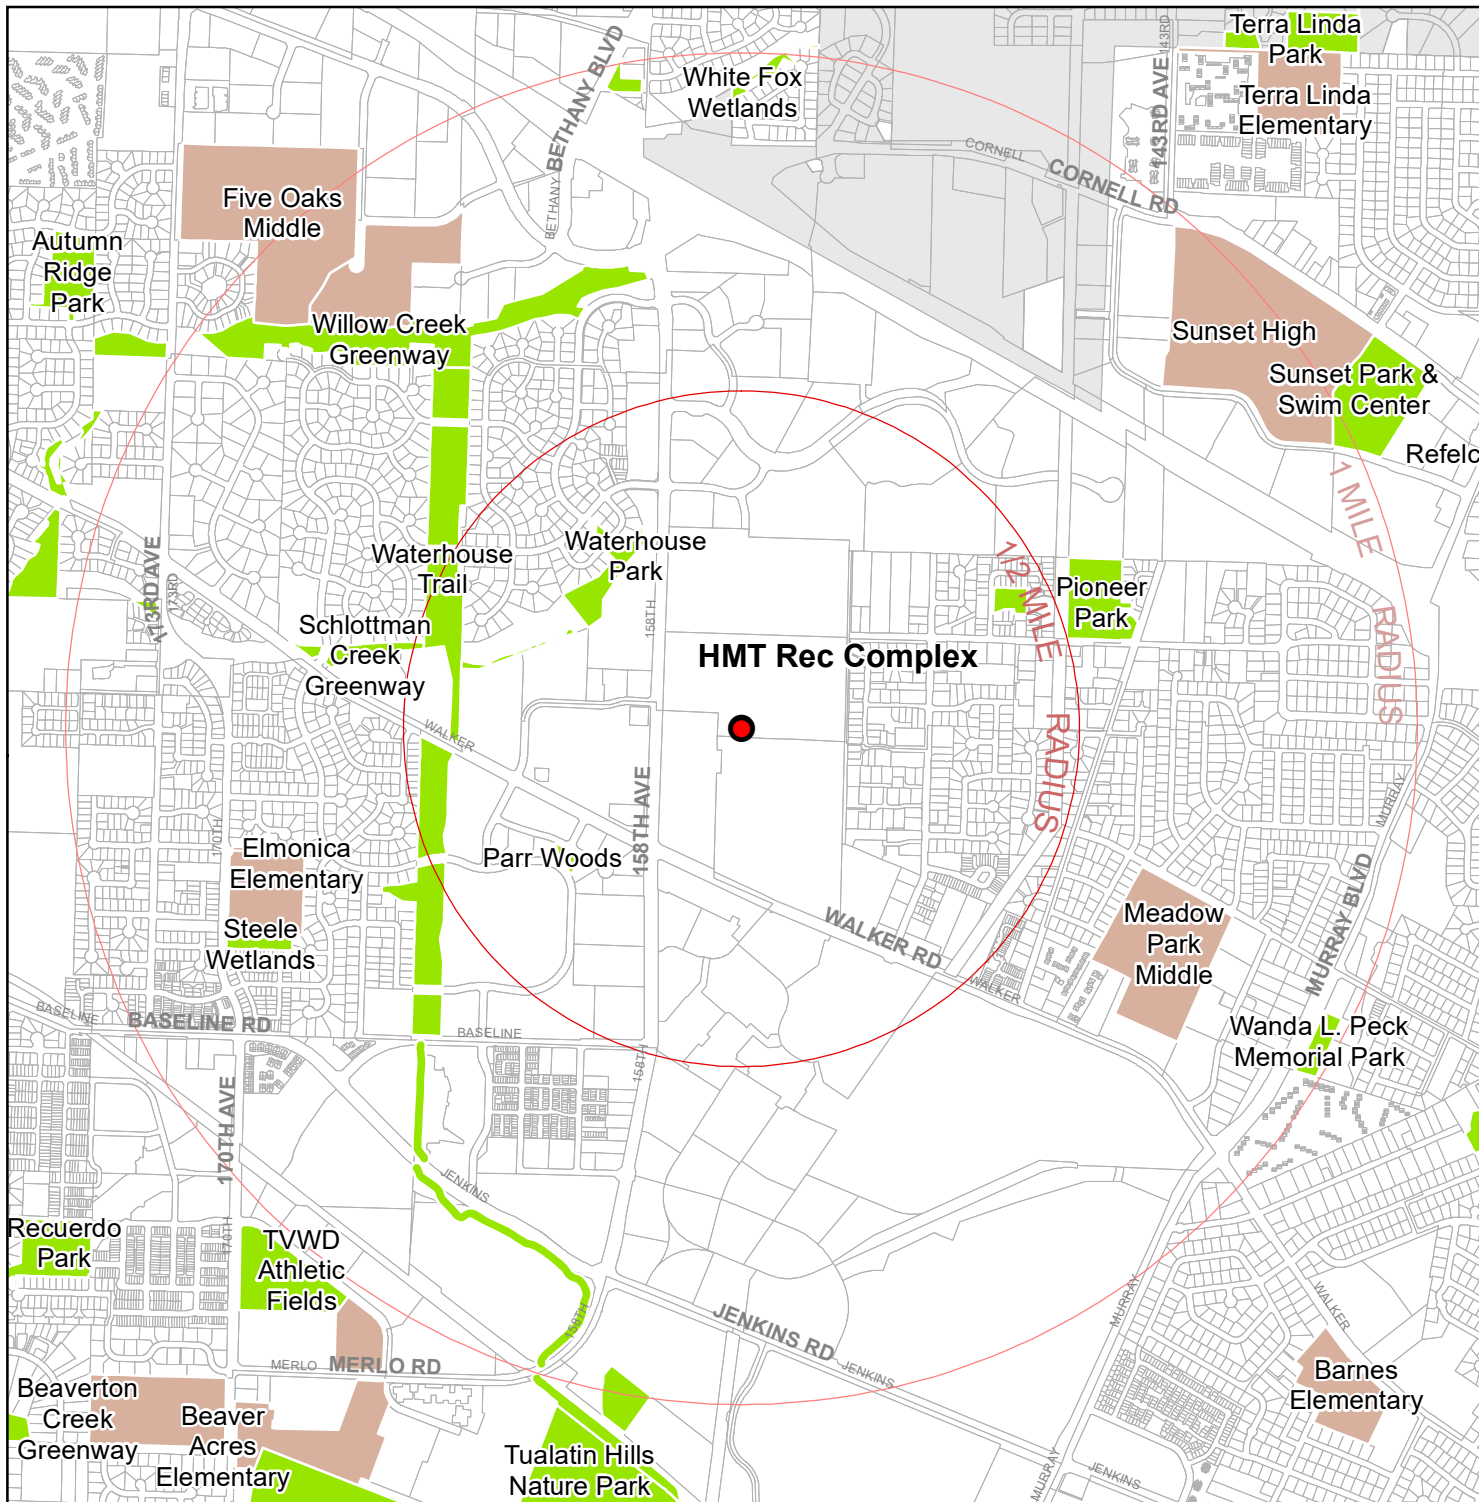 Terra Linda
Park
143RD
BETHANY BLVD
White Fox
Wetlands
143RD AVE
Terra Linda
Elementary
CORNELL
CORNELL RD
BETHANY
Five Oaks
Middle
Autumn
Ridge
Park
Willow Creek
Greenway
Sunset High
Sunset Park &
Swim Center
Refelc
1 MILE
RADIUS
Waterhouse
Trail
Waterhouse
Park
1/2 MILE
RADIUS
Pioneer
Park
173RD AVE
173RD
158TH
Schlottman
Creek
Greenway
HMT Rec Complex
WALKER
158TH AVE
MURRAY
170TH
Elmonica
Elementary
Parr Woods
Steele
Wetlands
WALKER RD
WALKER
Meadow
Park
Middle
MURRAY BLVD
BASELINE
BASELINE RD
BASELINE
158TH
Wanda L. Peck
Memorial Park
170TH AVE
JENKINS
Recuerdo
Park
170TH
TVWD
Athletic
Fields
158TH
JENKINS RD
JENKINS
MURRAY
WALKER
MERLO
MERLO RD
Barnes
Elementary
Beaverton
Creek
Greenway
Beaver
Acres
Elementary
Tualatin Hills
Nature Park
MURRAY
JENKINS